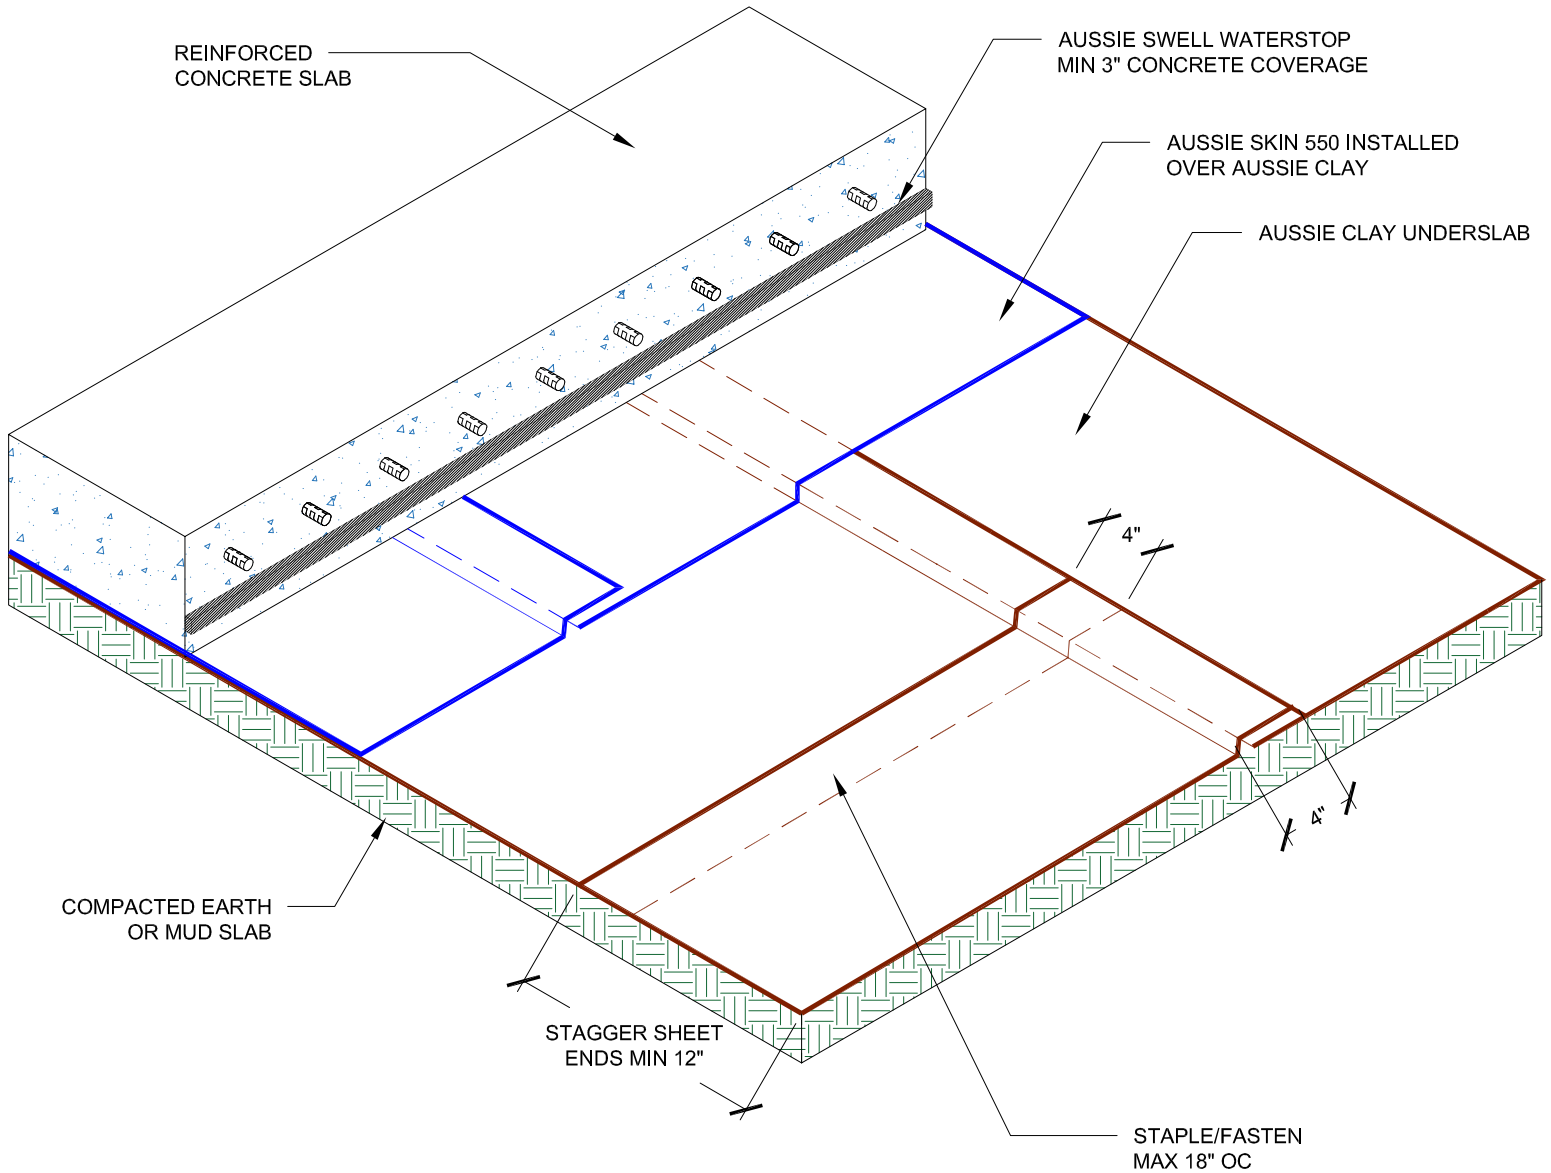 REINFORCED
CONCRETE SLAB
AUSSIE SWELL WATERSTOP
MIN 3" CONCRETE COVERAGE
AUSSIE SKIN 550 INSTALLED
OVER AUSSIE CLAY
AUSSIE CLAY UNDERSLAB
4"
4"
COMPACTED EARTH
OR MUD SLAB
STAGGER SHEET
ENDS MIN 12"
STAPLE/FASTEN
MAX 18" OC